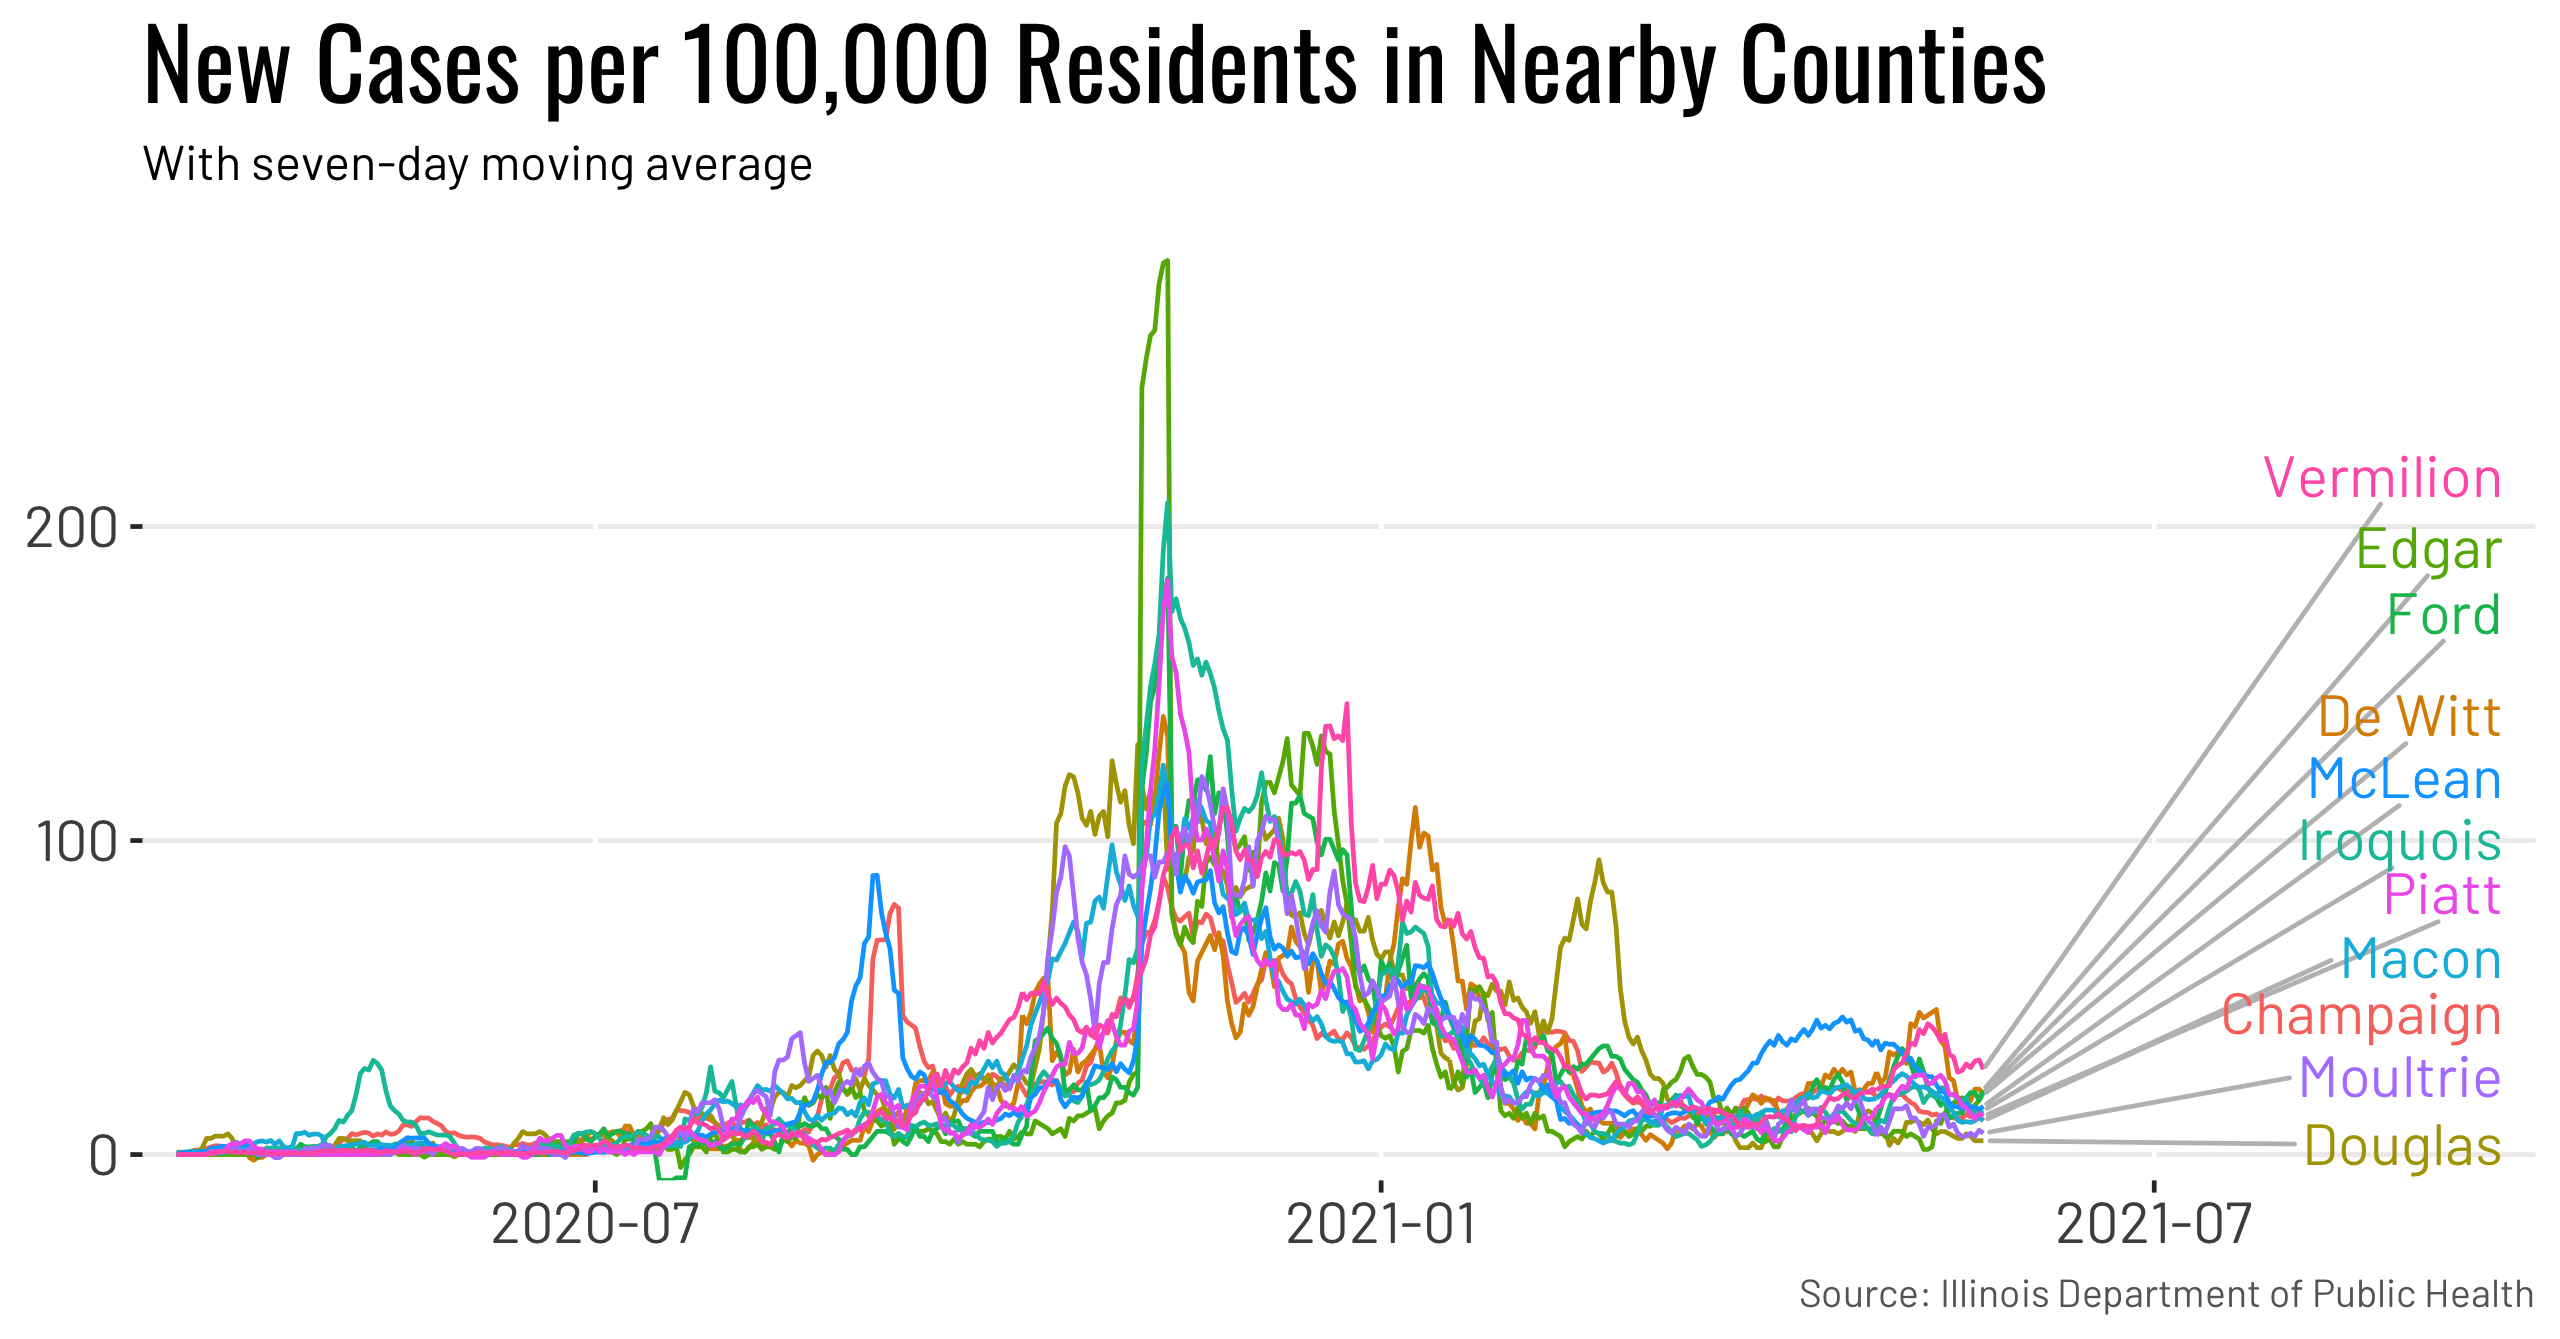 New Cases per 100,000 Residents in Nearby Counties
With seven-day moving average
Vermilion
200
Edgar
Ford
De Witt
McLean
100
Iroquois
Piatt
Macon
Champaign
Moultrie
0
Douglas
2020-07
2021-01
2021-07
Source: Illinois Department of Public Health